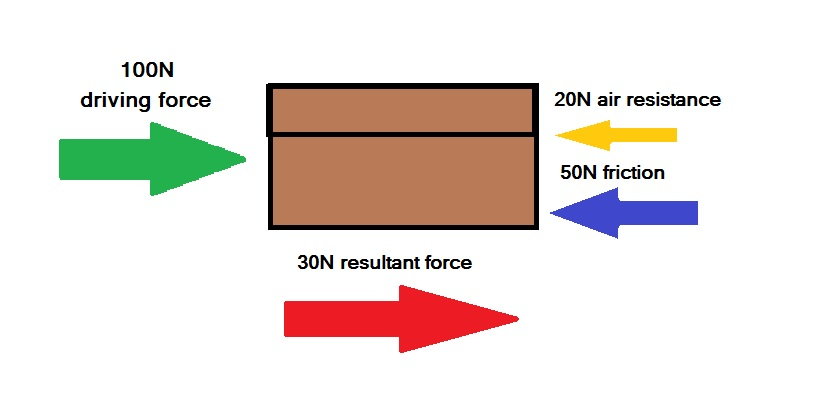 100N
driving force
20N air resistance
50N friction
30N resultant force